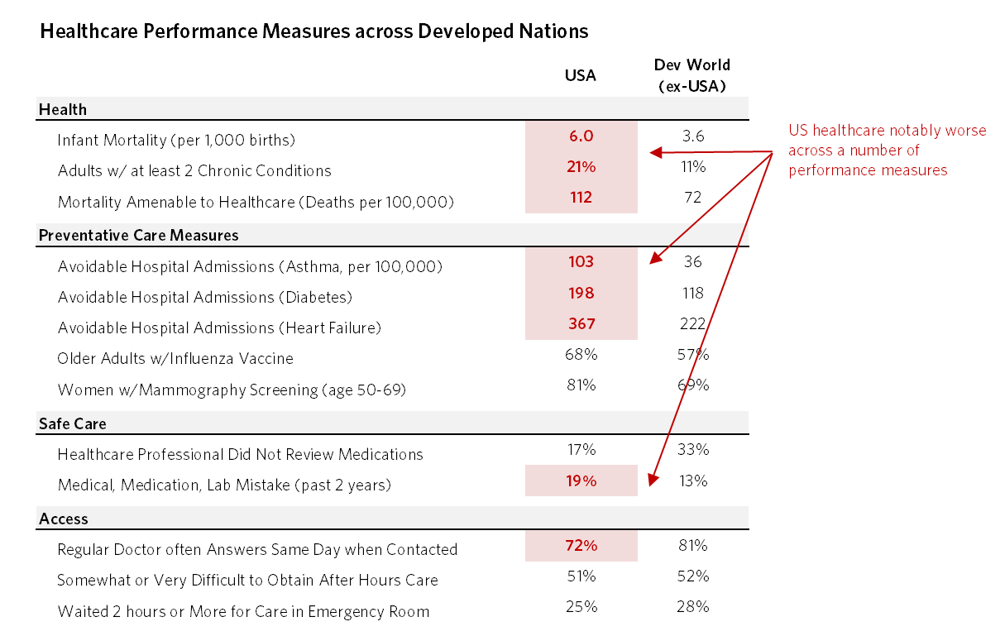 Healthcare Performance Measures across Developed Nations
USA
Dev World
(ex-USA)
Health
Infant Mortality (per 1,000 births) 6.0 3.6
Adults w/ at least 2 Chronic Conditions 21% 11%
Mortality Amenable to Healthcare (Deaths per 100,000) 112 72
US healthcare notably worse
across a number of
performance measures
Preventative Care Measures
Avoidable Hospital Admissions (Asthma, per 100,000) 103 36
Avoidable Hospital Admissions (Diabetes) 198 118
Avoidable Hospital Admissions (Heart Failure) 367 222
Older Adults w/Influenza Vaccine 68% 57%
Women w/Mammography Screening (age 50-69) 81% 69%
Safe Care
Healthcare Professional Did Not Review Medications 17% 33%
Medical, Medication, Lab Mistake (past 2 years) 19% 13%
Access
Regular Doctor often Answers Same Day when Contacted 72% 81%
Somewhat or Very Difficult to Obtain After Hours Care 51% 52%
Waited 2 hours or More for Care in Emergency Room 25% 28%